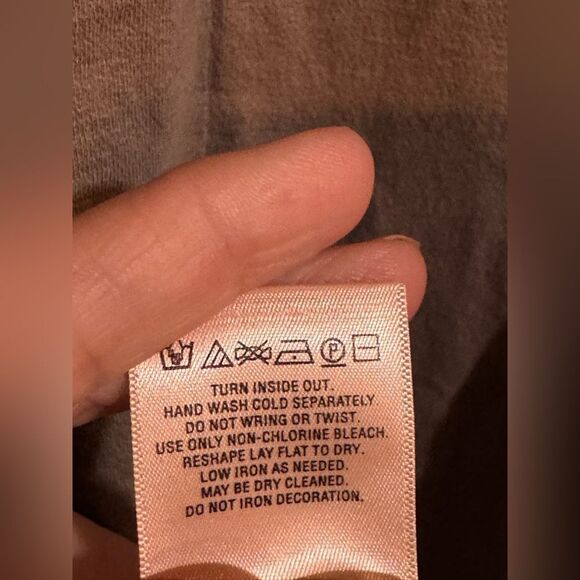 P
TURN INSIDE OUT.
HAND WASH COLD SEPARATELY
DO NOT WRING OR TWIST.
USE ONLY NON-CHLORINE BLEACH.
RESHAPE LAY FLAT TO DRY.
LOW IRON AS NEEDED.
MAY BE DRY CLEANED.
DO NOT IRON DECORATION.